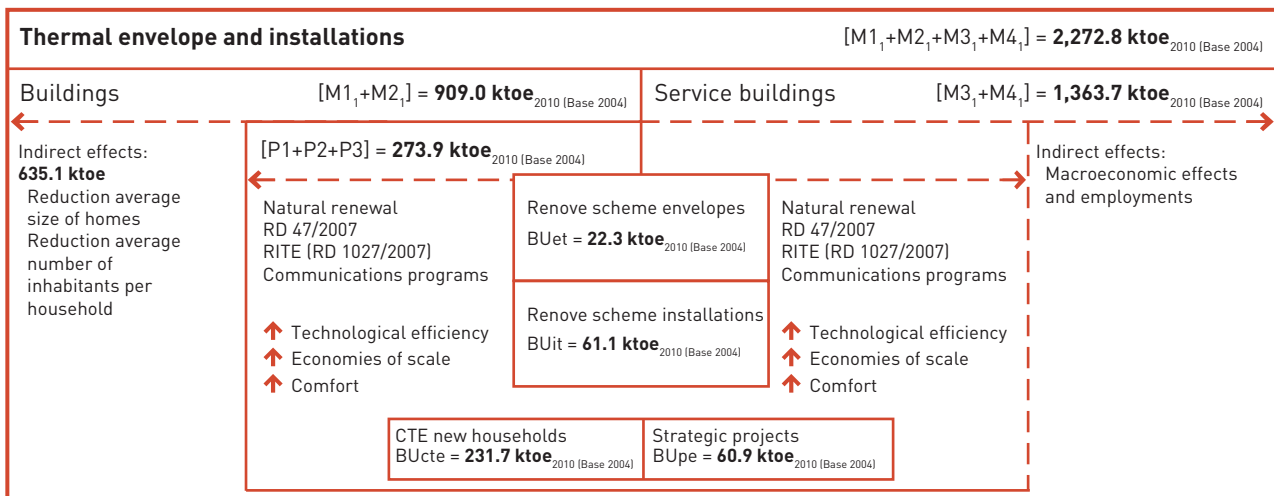 Thermal envelope and installations
[M1₁+M2₁+M3₁+M4₁] = 2,272.8 ktoe2010 (Base 2004)
Buildings
[M1₁+M2₁] = 909.0 ktoe2010 (Base 2004)
Service buildings
[M3₁+M4₁] = 1,363.7 ktoe2010 (Base 2004)
Indirect effects:
635.1 ktoe
Reduction average
size of homes
Reduction average
number of
inhabitants per
household
[P1+P2+P3] = 273.9 ktoe2010 (Base 2004)
Natural renewal
RD 47/2007
RITE (RD 1027/2007)
Communications programs
↑ Technological efficiency
↑ Economies of scale
↑ Comfort
Renove scheme envelopes
BUet = 22.3 ktoe2010 (Base 2004)
Renove scheme installations
BUit = 61.1 ktoe2010 (Base 2004)
Natural renewal
RD 47/2007
RITE (RD 1027/2007)
Communications programs
↑ Technological efficiency
↑ Economies of scale
↑ Comfort
Indirect effects:
Macroeconomic effects
and employments
CTE new households
BUcte = 231.7 ktoe2010 (Base 2004)
Strategic projects
BUpe = 60.9 ktoe2010 (Base 2004)